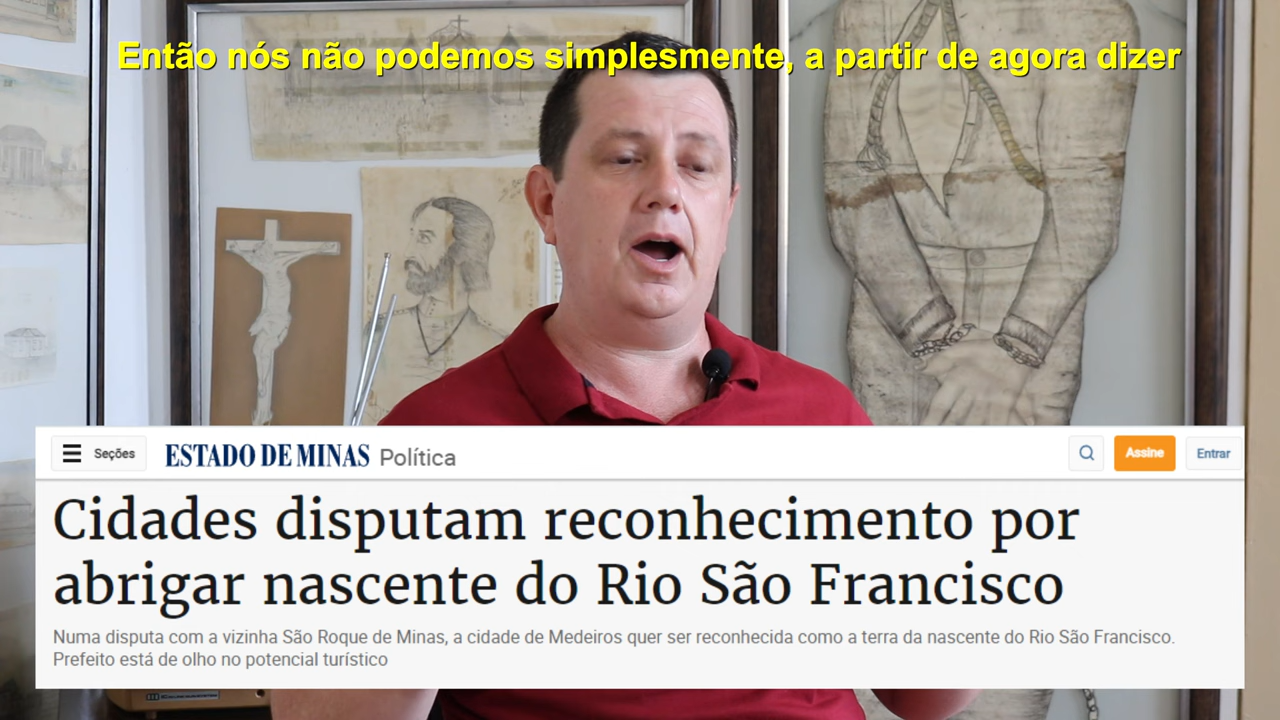 Então nós não podemos simplesmente, a partir de agora dizer
Seções ESTADO DE MINAS Política Assine Entrar
Cidades disputam reconhecimento por
abrigar nascente do Rio São Francisco
Numa disputa com a vizinha São Roque de Minas, a cidade de Medeiros quer ser reconhecida como a terra da nascente do Rio São Francisco.
Prefeito está de olho no potencial turístico